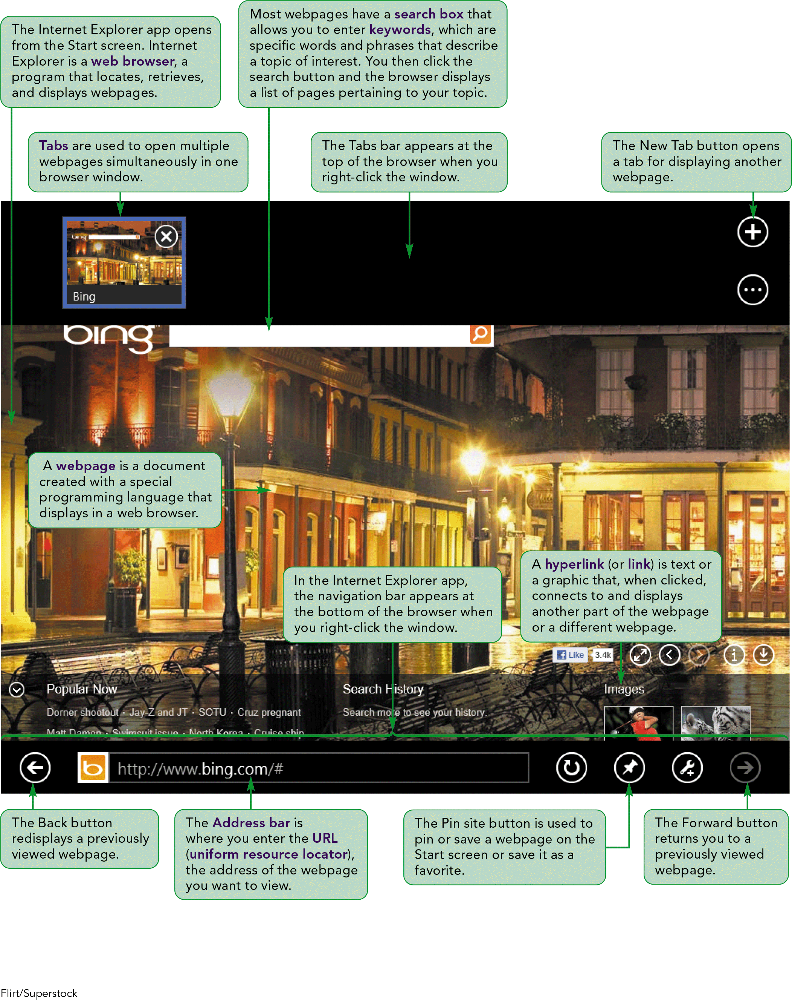 The Internet Explorer app opens
from the Start screen. Internet
Explorer is a web browser, a
program that locates, retrieves,
and displays webpages.
Most webpages have a search box that
allows you to enter keywords, which are
specific words and phrases that describe
a topic of interest. You then click the
search button and the browser displays
a list of pages pertaining to your topic.
Tabs are used to open multiple
webpages simultaneously in one
browser window.
The Tabs bar appears at the
top of the browser when you
right-click the window.
The New Tab button opens
a tab for displaying another
webpage.
bing
Bing
bing
A webpage is a document
created with a special
programming language that
displays in a web browser.
In the Internet Explorer app,
the navigation bar appears at
the bottom of the browser when
you right-click the window.
A hyperlink (or link) is text or
a graphic that, when clicked,
connects to and displays
another part of the webpage
or a different webpage.
Like 3.4k
Popular Now
Search History
Images
Dorner shootout · Jay-Z and JT · SOTU · Cruz pregnant
Search more to see your history.
Matt Damon · Swimsuit issue · North Korea · Cruise ship
http://www.bing.com/#
The Back button
redisplays a previously
viewed webpage.
The Address bar is
where you enter the URL
(uniform resource locator),
the address of the webpage
you want to view.
The Pin site button is used to
pin or save a webpage on the
Start screen or save it as a
favorite.
The Forward button
returns you to a
previously viewed
webpage.
Flirt/Superstock